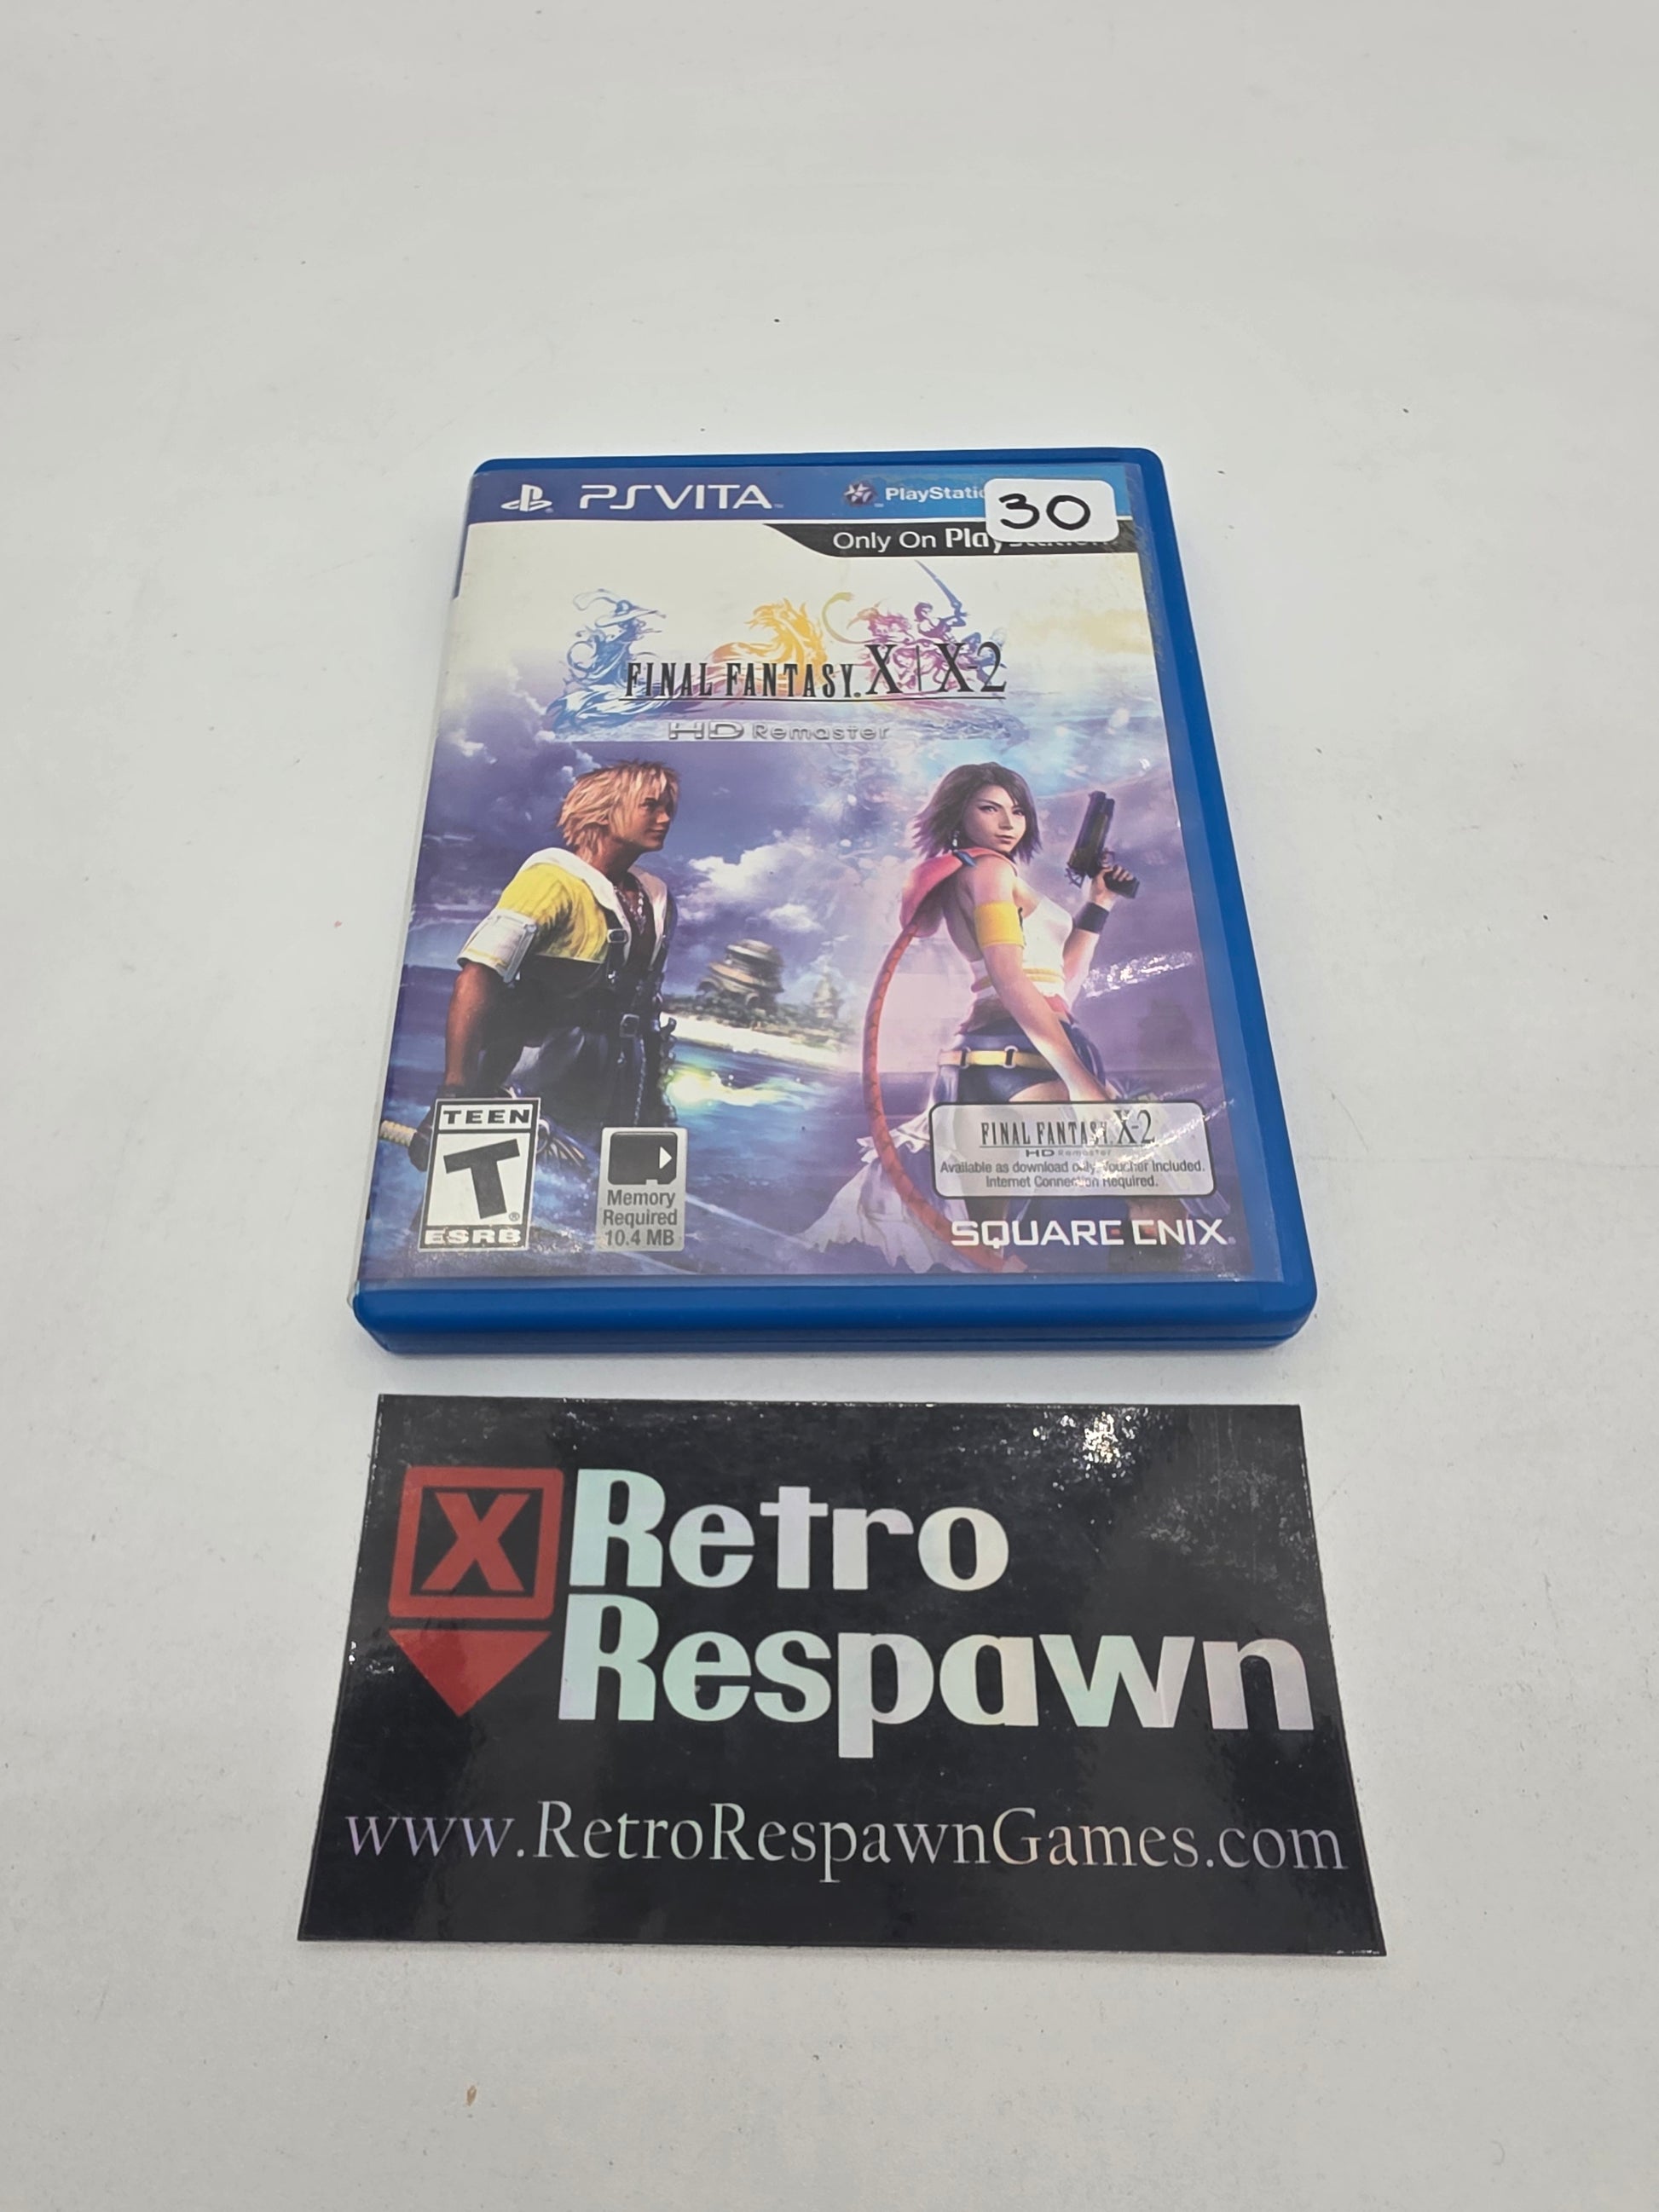 PSVITA
PlayStatio
30
Only On PlayStation
FINAL FANTASY X|X-2
HD Remaster
TEEN
T
ESRB
Memory
Required
10.4 MB
FINAL FANTASY X-2
HD Remaster
Available as download only. Voucher Included.
Internet Connection Required.
SQUARE ENIX
X
Retro
Respawn
www.RetroRespawnGames.com